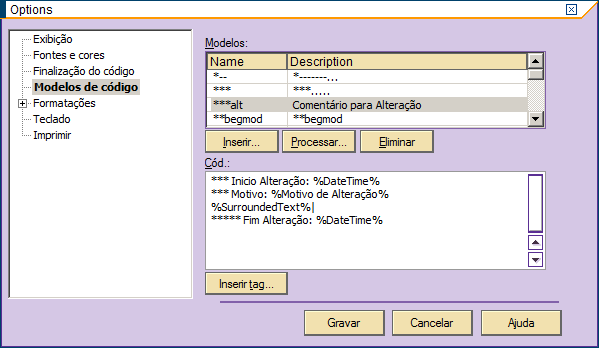 Options
Exibição
Fontes e cores
Finalização do código
Modelos de código
Formatações
Teclado
Imprimir
Modelos:
Name Description
*-- *-------...
*** ***.....
***alt Comentário para Alteração
**begmod **begmod
Inserir... Processar... Eliminar
Cód.:
*** Inicio Alteração: %DateTime%
*** Motivo: %Motivo de Alteração%
%SurroundedText%
***** Fim Alteração: %DateTime%
Inserir tag...
Gravar Cancelar Ajuda